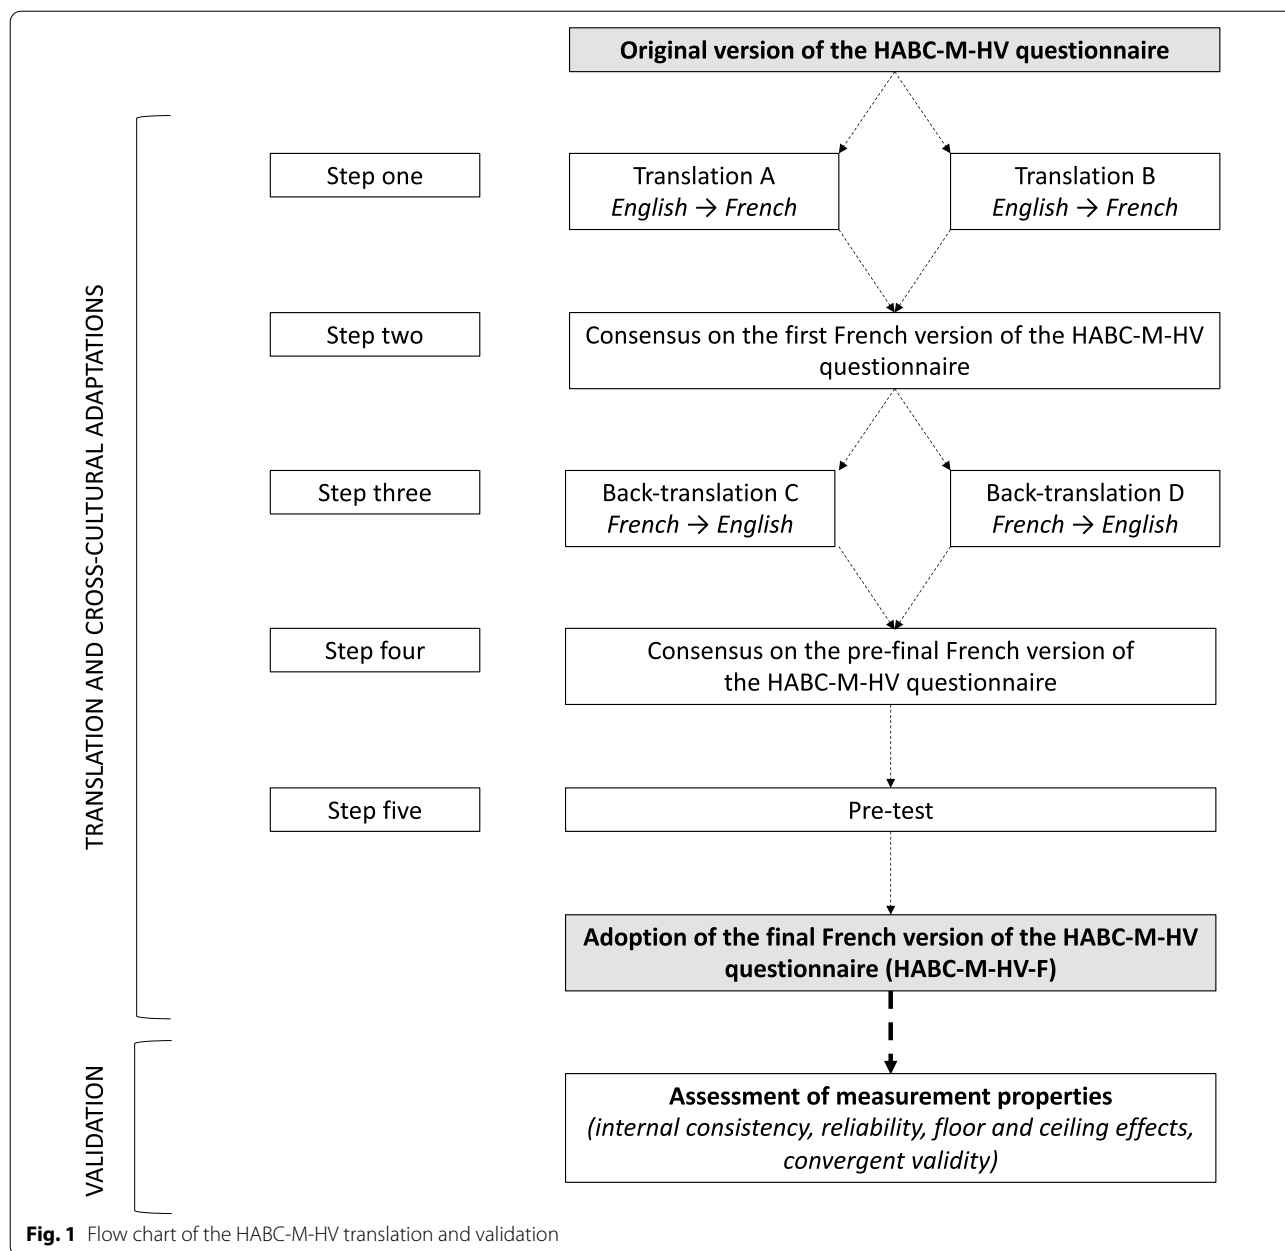 Original version of the HABC-M-HV questionnaire
TRANSLATION AND CROSS-CULTURAL ADAPTATIONS
Step one
Translation A
English → French
Translation B
English → French
Step two
Consensus on the first French version of the HABC-M-HV
questionnaire
Step three
Back-translation C
French → English
Back-translation D
French → English
Step four
Consensus on the pre-final French version of
the HABC-M-HV questionnaire
Step five
Pre-test
Adoption of the final French version of the HABC-M-HV
questionnaire (HABC-M-HV-F)
VALIDATION
Assessment of measurement properties
(internal consistency, reliability, floor and ceiling effects,
convergent validity)
Fig. 1 Flow chart of the HABC-M-HV translation and validation